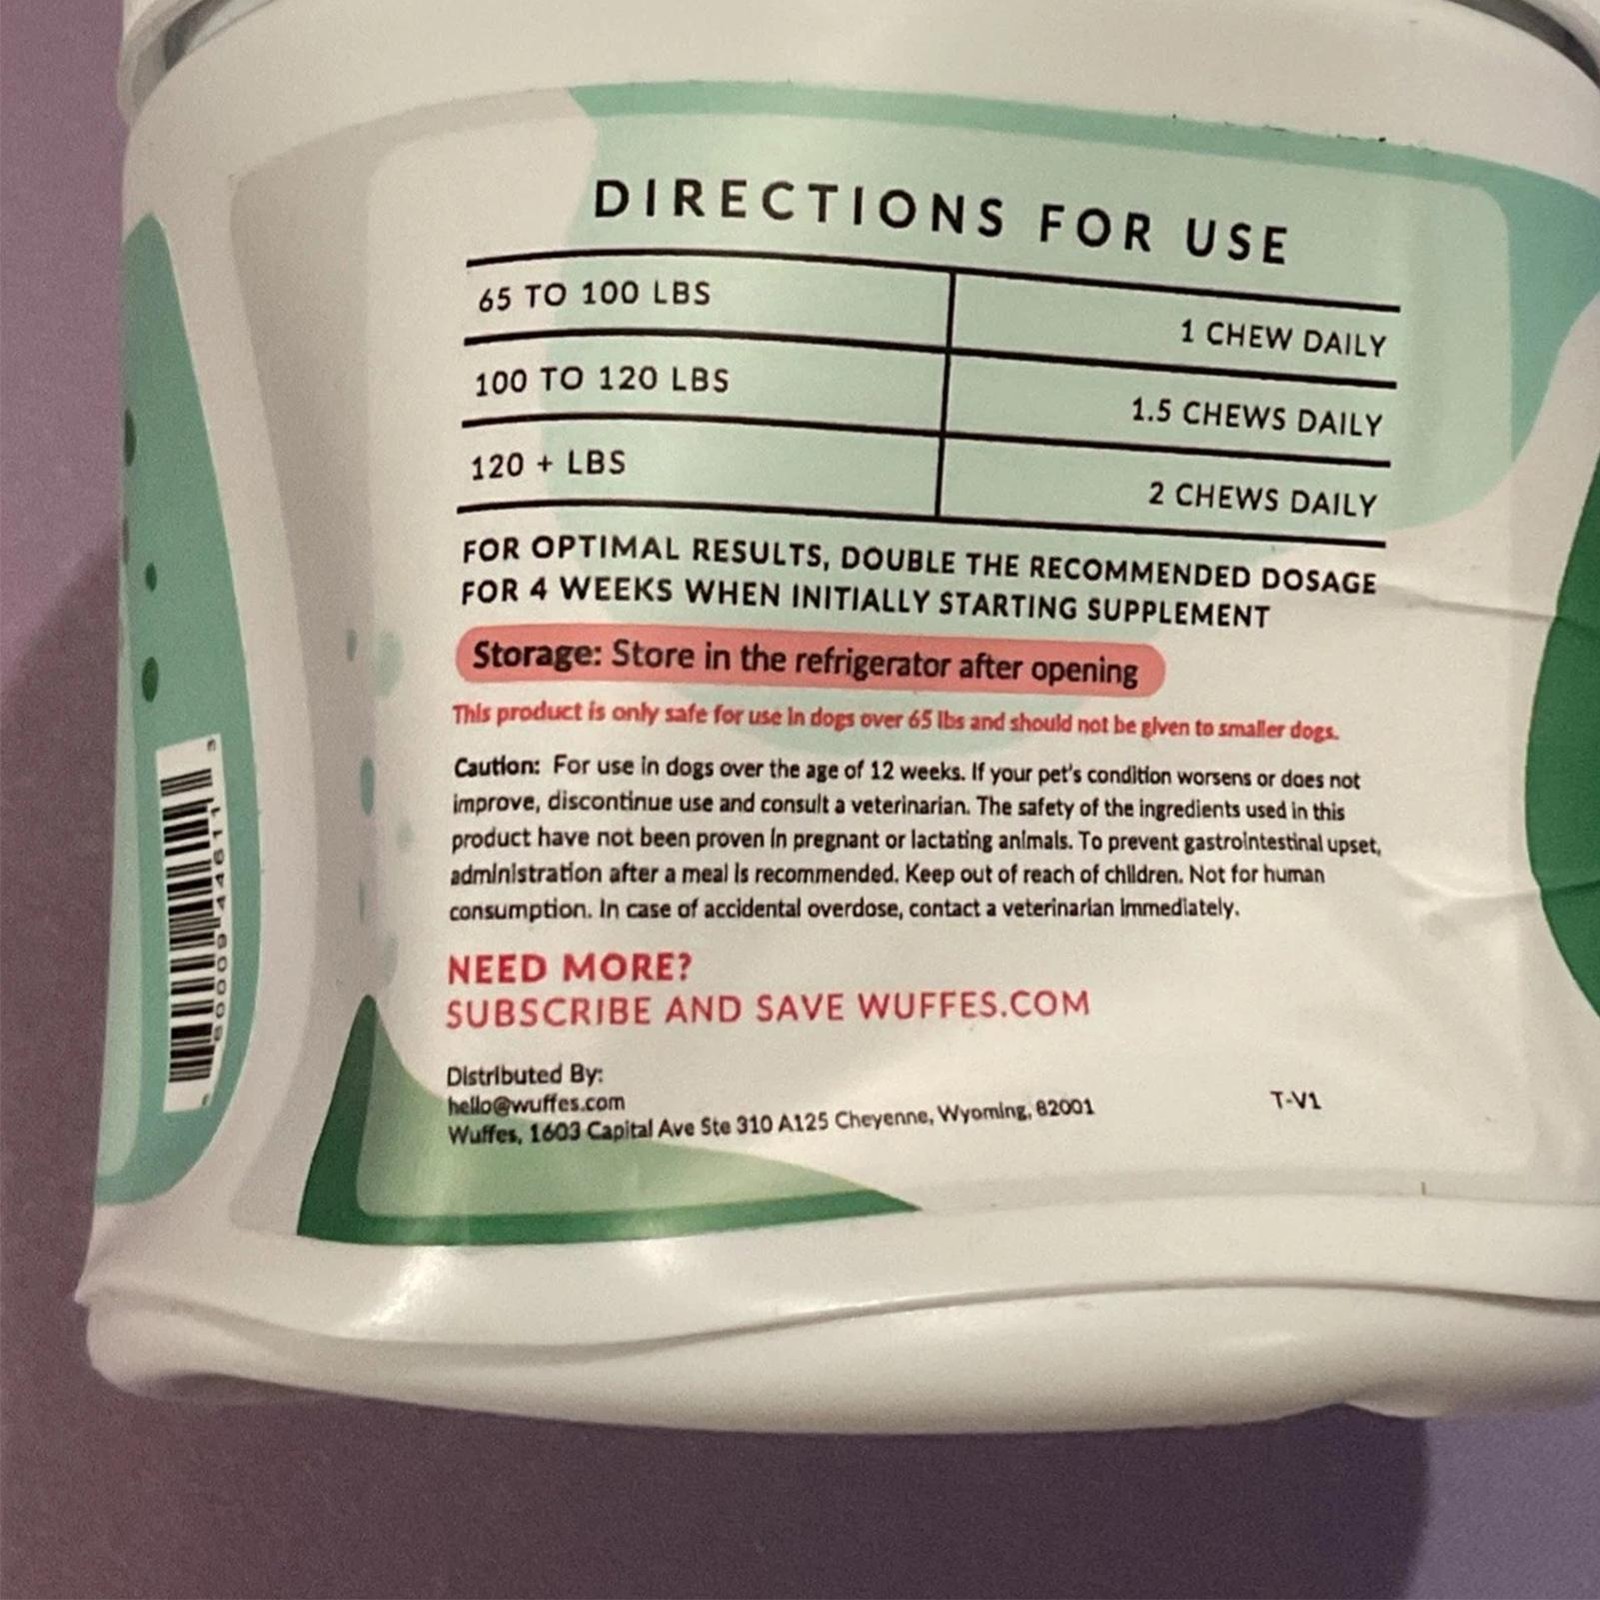 DIRECTIONS FOR USE
65 TO 100 LBS 1 CHEW DAILY
100 TO 120 LBS 1.5 CHEWS DAILY
120 + LBS 2 CHEWS DAILY
FOR OPTIMAL RESULTS, DOUBLE THE RECOMMENDED DOSAGE
FOR 4 WEEKS WHEN INITIALLY STARTING SUPPLEMENT
Storage: Store in the refrigerator after opening
This product is only safe for use in dogs over 65 lbs and should not be given to smaller dogs.
Caution: For use in dogs over the age of 12 weeks. If your pet's condition worsens or does not
improve, discontinue use and consult a veterinarian. The safety of the ingredients used in this
product have not been proven in pregnant or lactating animals. To prevent gastrointestinal upset,
administration after a meal is recommended. Keep out of reach of children. Not for human
consumption. In case of accidental overdose, contact a veterinarian immediately.
NEED MORE?
SUBSCRIBE AND SAVE WUFFES.COM
Distributed By:
hello@wuffes.com
Wuffes, 1603 Capital Ave Ste 310 A125 Cheyenne, Wyoming, 82001
T-V1